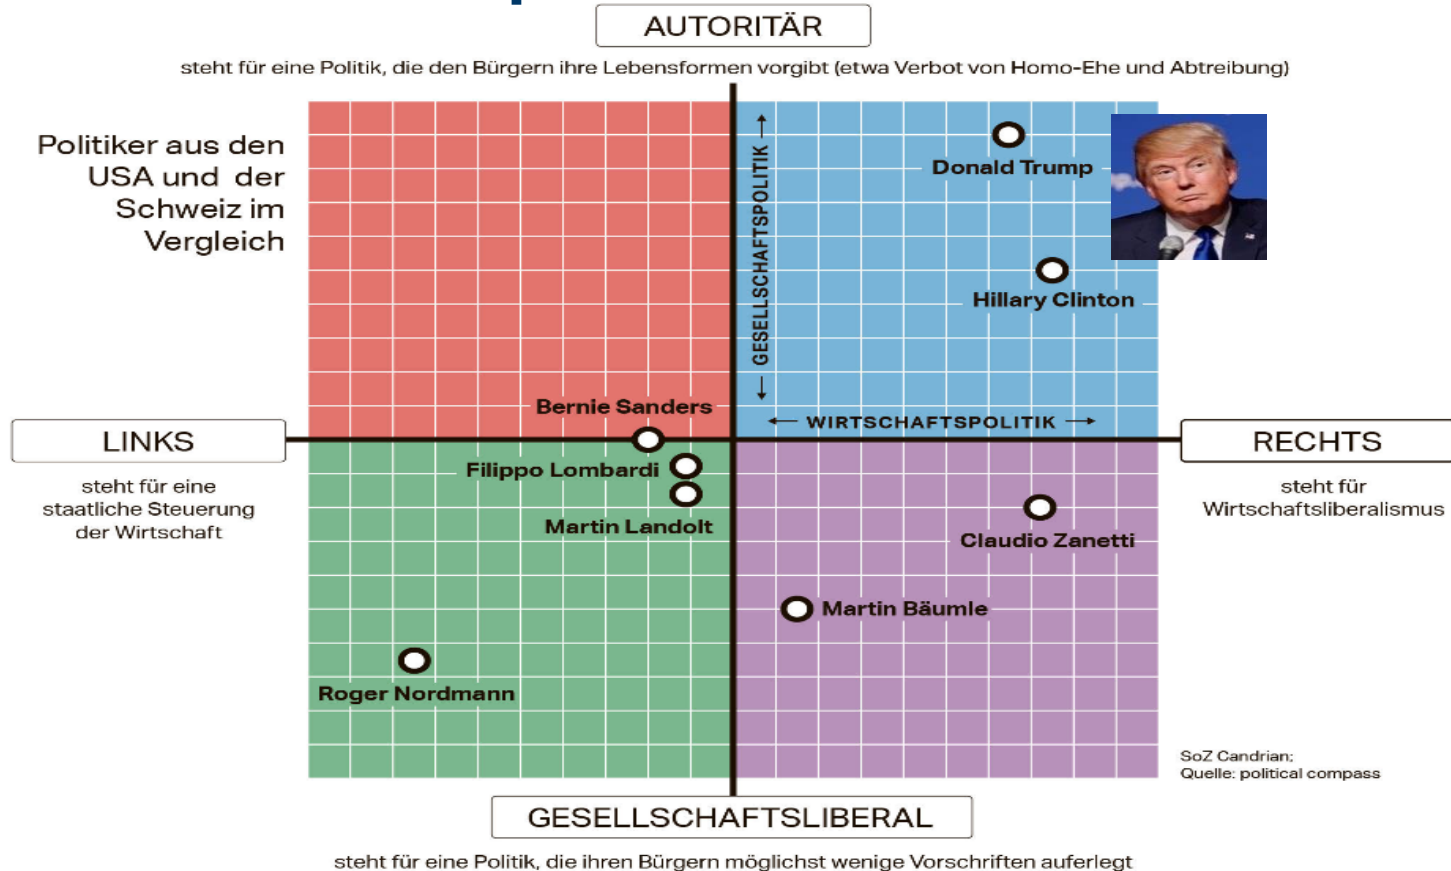 AUTORITÄR
steht für eine Politik, die den Bürgern ihre Lebensformen vorgibt (etwa Verbot von Homo-Ehe und Abtreibung)
Politiker aus den
USA und der
Schweiz im
Vergleich
GESELLSCHAFTSPOLITIK
Donald Trump
Hillary Clinton
Bernie Sanders
WIRTSCHAFTSPOLITIK
LINKS
steht für eine
staatliche Steuerung
der Wirtschaft
RECHTS
steht für
Wirtschaftsliberalismus
Filippo Lombardi
Martin Landolt
Claudio Zanetti
Martin Bäumle
Roger Nordmann
SoZ Candrian;
Quelle: political compass
GESELLSCHAFTSLIBERAL
steht für eine Politik, die ihren Bürgern möglichst wenige Vorschriften auferlegt